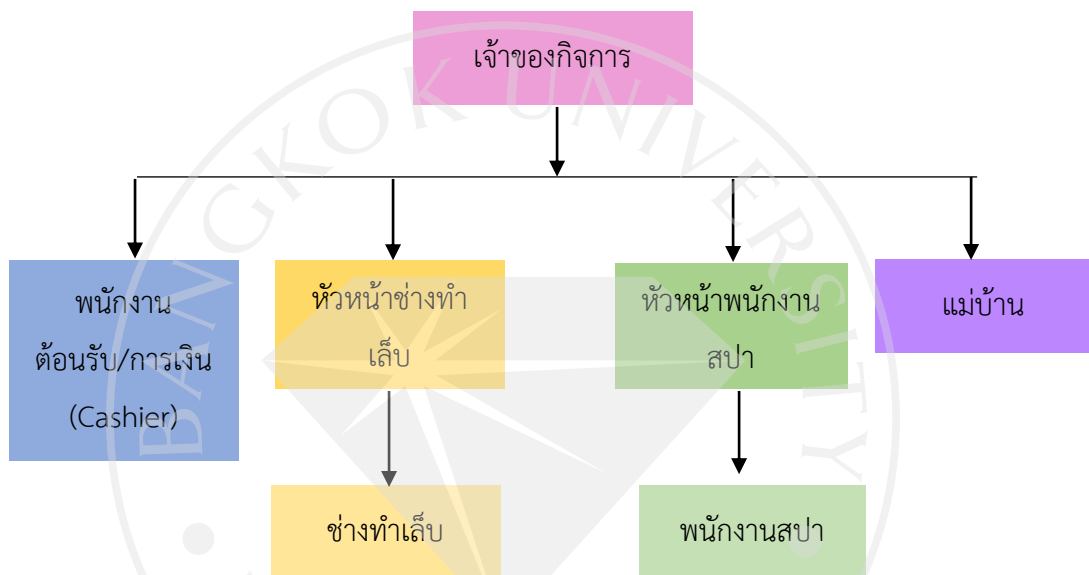 เจ้าของกิจการ
พนักงาน
ต้อนรับ/การเงิน
(Cashier)
หัวหน้าช่างทำ
เล็บ
หัวหน้าพนักงาน
สปา
แม่บ้าน
ช่างทำเล็บ
พนักงานสปา
BANGKOK UNIVERSITY